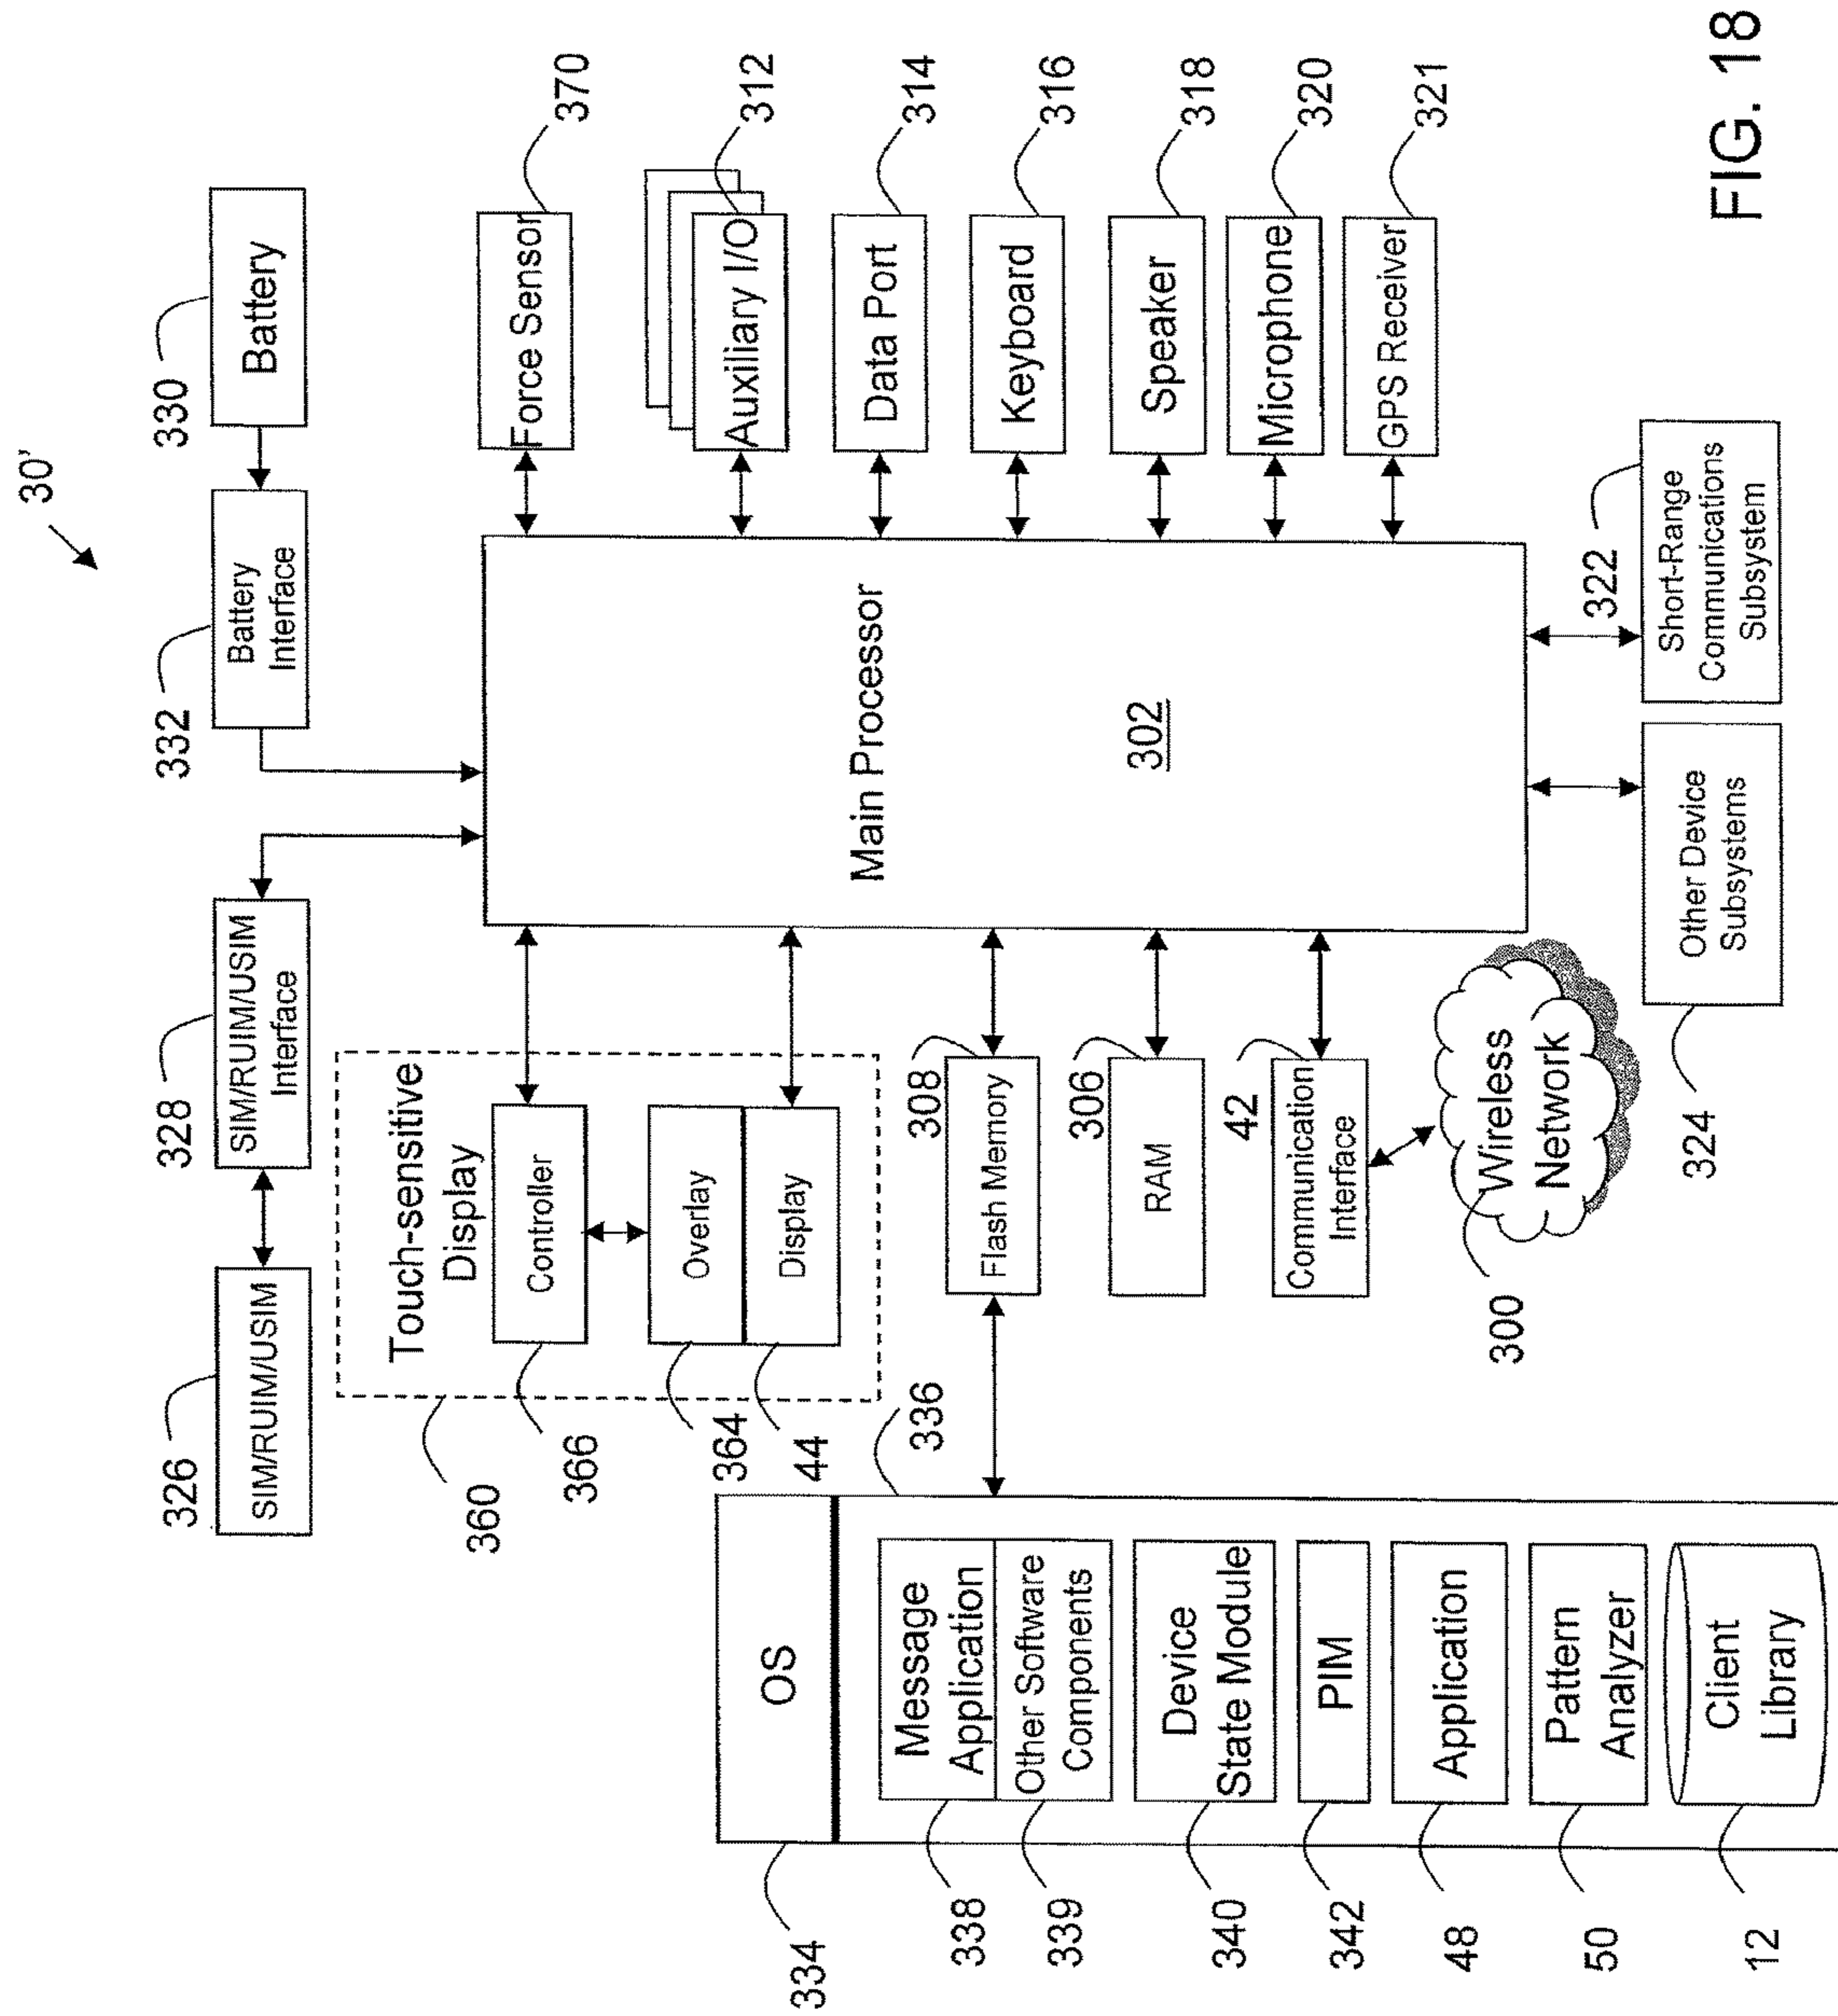 30'
326
SIM/RUIM/USIM
328
SIM/RUIM/USIM
Interface
332
Battery
Interface
330
Battery
360
Touch-sensitive
Display
366
Controller
364
Overlay
44
Display
Main Processor
302
370
Force Sensor
312
Auxiliary I/O
314
Data Port
316
Keyboard
318
Speaker
320
Microphone
321
GPS Receiver
308
Flash Memory
306
RAM
42
Communication
Interface
300
Wireless
Network
324
Other Device
Subsystems
322
Short-Range
Communications
Subsystem
334
OS
336
338
Message
Application
339
Other Software
Components
340
Device
State Module
342
PIM
48
Application
50
Pattern
Analyzer
12
Client
Library
FIG. 18